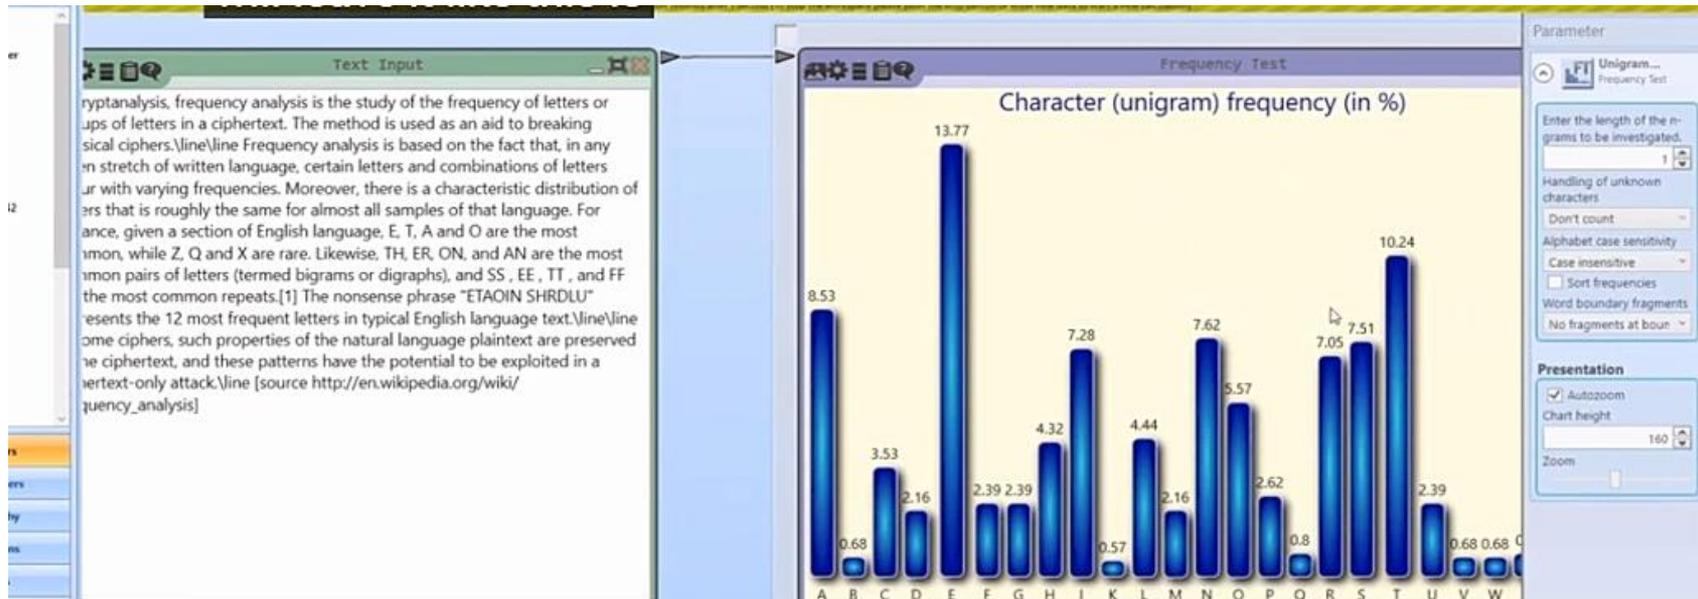 Text Input
ryptanalysis, frequency analysis is the study of the frequency of letters or
ups of letters in a ciphertext. The method is used as an aid to breaking
sical ciphers.\line\line Frequency analysis is based on the fact that, in any
en stretch of written language, certain letters and combinations of letters
ur with varying frequencies. Moreover, there is a characteristic distribution of
ers that is roughly the same for almost all samples of that language. For
ance, given a section of English language, E, T, A and O are the most
nmon, while Z, Q and X are rare. Likewise, TH, ER, ON, and AN are the most
nmon pairs of letters (termed bigrams or digraphs), and SS , EE , TT , and FF
the most common repeats.[1] The nonsense phrase "ETAOIN SHRDLU"
resents the 12 most frequent letters in typical English language text.\line\line
ome ciphers, such properties of the natural language plaintext are preserved
ne ciphertext, and these patterns have the potential to be exploited in a
nertext-only attack.\line [source http://en.wikipedia.org/wiki/
quency_analysis]
Frequency Test
Character (unigram) frequency (in %)
8.53 0.68 3.53 2.16 13.77 2.39 2.39 4.32 7.28 0.57 4.44 2.16 7.62 5.57 2.62 0.8 7.05 7.51 10.24 2.39 0.68 0.68
A B C D E F G H I K L M N O P Q R S T U V W
Parameter
Unigram...
Frequency Test
Enter the length of the n-
grams to be investigated.
1
Handling of unknown
characters
Don't count
Alphabet case sensitivity
Case insensitive
Sort frequencies
Word boundary fragments
No fragments at boun
Presentation
Autozoom
Chart height
160
Zoom